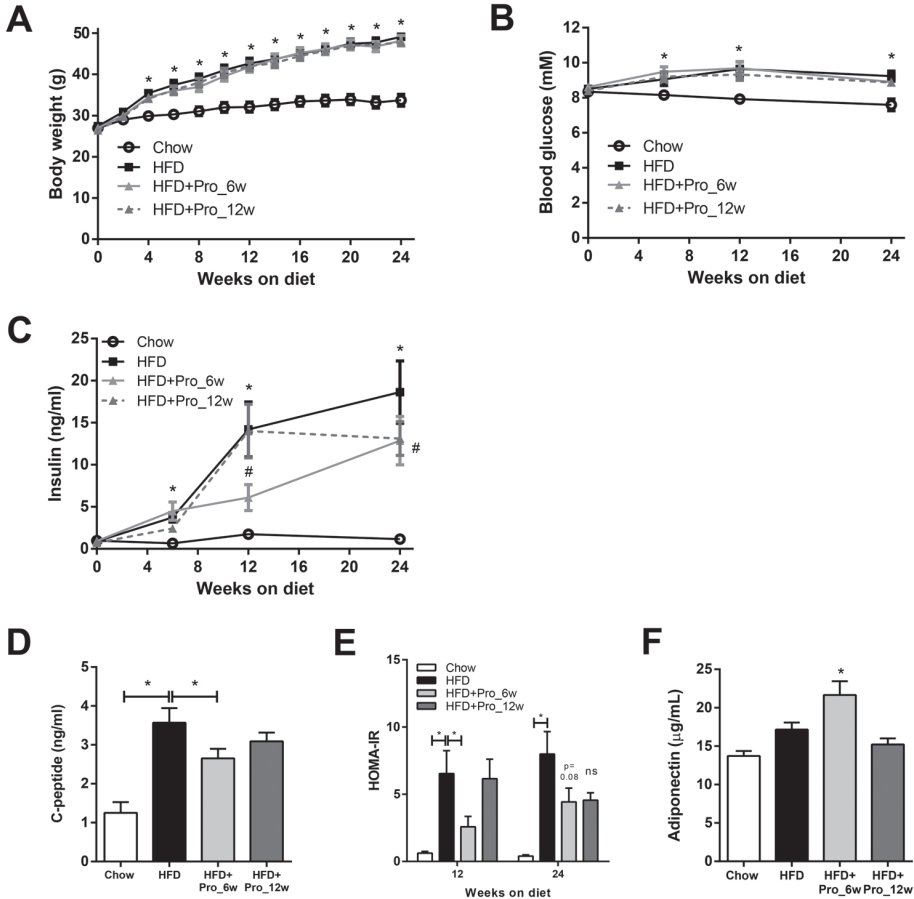 A
Body weight (g)
60
50
40
30
20
10
0
* * * * * * * * * * *
Chow
HFD
HFD+Pro_6w
HFD+Pro_12w
0 4 8 12 16 20 24
Weeks on diet
B
Blood glucose (mM)
12
10
8
6
4
2
0
* * *
Chow
HFD
HFD+Pro_6w
HFD+Pro_12w
0 4 8 12 16 20 24
Weeks on diet
C
Insulin (ng/ml)
25
20
15
10
5
0
Chow
HFD
HFD+Pro_6w
HFD+Pro_12w
* * *
# #
0 4 8 12 16 20 24
Weeks on diet
D
C-peptide (ng/ml)
5
4
3
2
1
0
* *
Chow HFD HFD+ HFD+
Pro_6w Pro_12w
E
HOMA-IR
15
10
5
0
Chow
HFD
HFD+Pro_6w
HFD+Pro_12w
* * *
p=
0.08
ns
12 24
Weeks on diet
F
Adiponectin (µg/mL)
25
20
15
10
5
0
*
Chow HFD HFD+ HFD+
Pro_6w Pro_12w